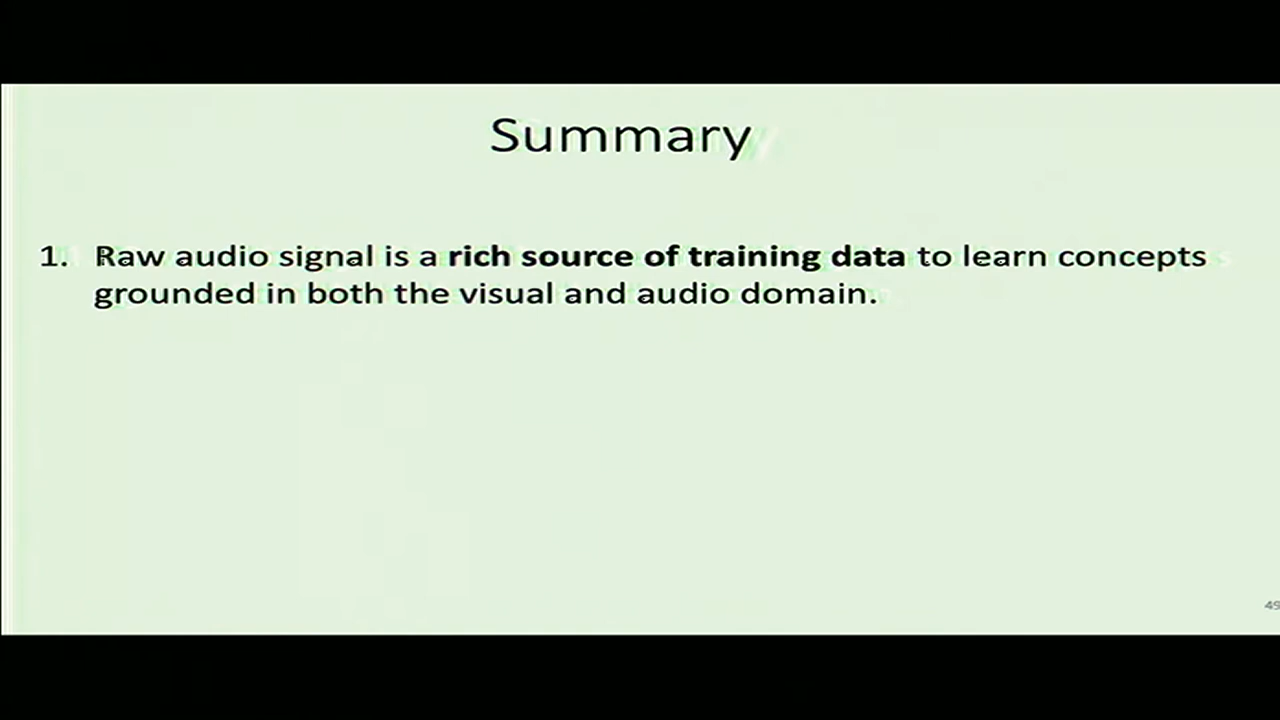 Summary
1. Raw audio signal is a rich source of training data to learn concepts
grounded in both the visual and audio domain.
49